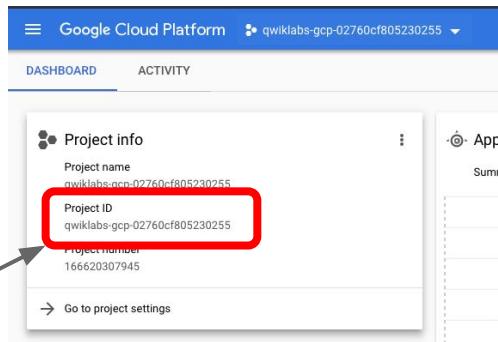 Google Cloud Platform qwiklabs-gcp-02760cf805230255
DASHBOARD ACTIVITY
Project info
Project name
qwiklabs-gcp-02760cf805230255
Project ID
qwiklabs-gcp-02760cf805230255
Project number
166620307945
Go to project settings
App
Sum